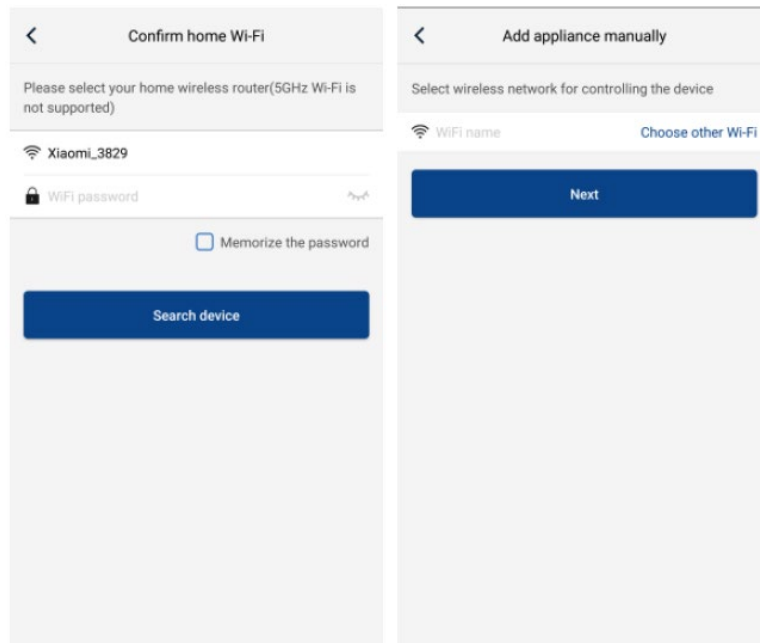 Confirm home Wi-Fi
Please select your home wireless router(5GHz Wi-Fi is
not supported)
Xiaomi_3829
WiFi password
Memorize the password
Search device
Add appliance manually
Select wireless network for controlling the device
WiFi name
Choose other Wi-Fi
Next